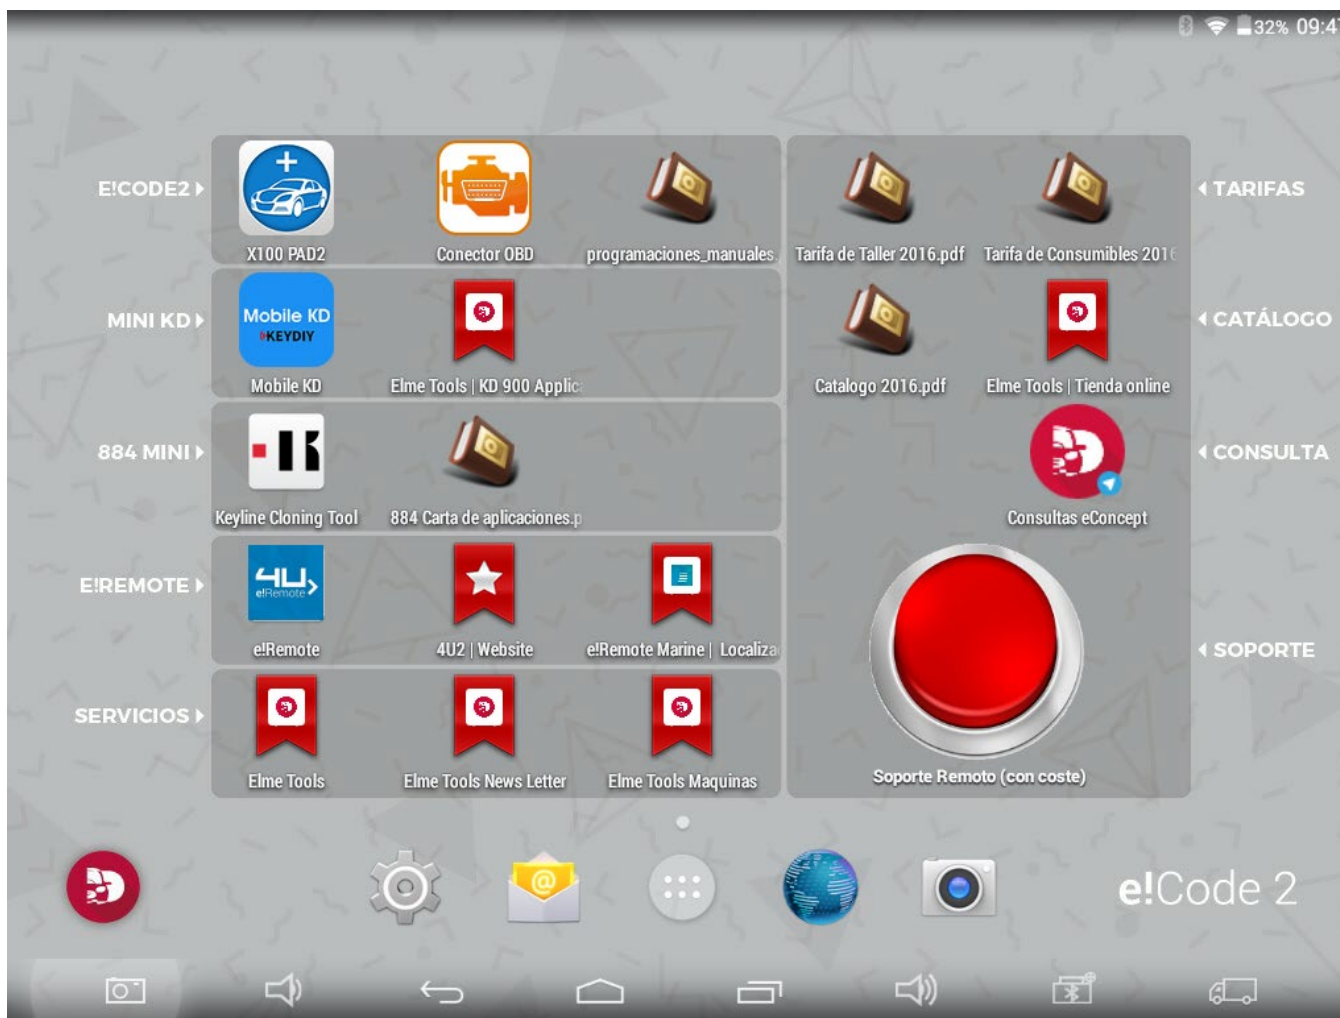 32% 09:4
E!CODE2
X100 PAD2
Conector OBD
programaciones_manuales.
Tarifa de Taller 2016.pdf
Tarifa de Consumibles 2016
TARIFAS
MINI KD
Mobile KD
KEYDIY
Mobile KD
Elme Tools | KD 900 Applic
Catalogo 2016.pdf
Elme Tools | Tienda online
CATÁLOGO
884 MINI
Keyline Cloning Tool
884 Carta de aplicaciones.p
Consultas eConcept
CONSULTA
E!REMOTE
4U
e!Remote
e!Remote
4U2 | Website
e!Remote Marine | Localiza
SOPORTE
SERVICIOS
Elme Tools
Elme Tools News Letter
Elme Tools Maquinas
Soporte Remoto (con coste)
e!Code 2